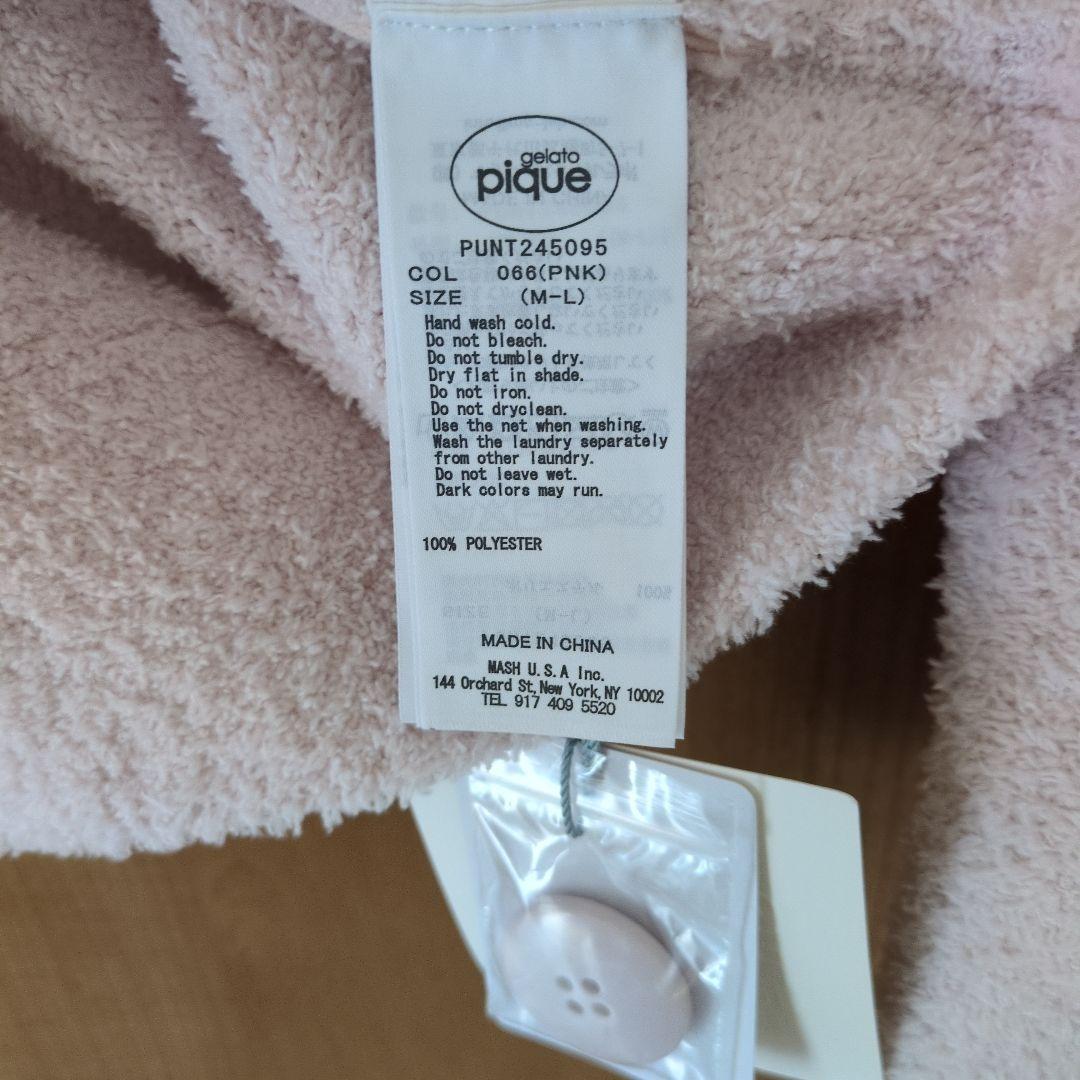 gelato
pique
PUNT245095
COL 066(PNK)
SIZE (M-L)
Hand wash cold.
Do not bleach.
Do not tumble dry.
Dry flat in shade.
Do not iron.
Do not dryclean.
Use the net when washing.
Wash the laundry separately
from other laundry.
Do not leave wet.
Dark colors may run.
100% POLYESTER
MADE IN CHINA
MASH U.S.A Inc.
144 Orchard St, New York, NY 10002
TEL 917 409 5520